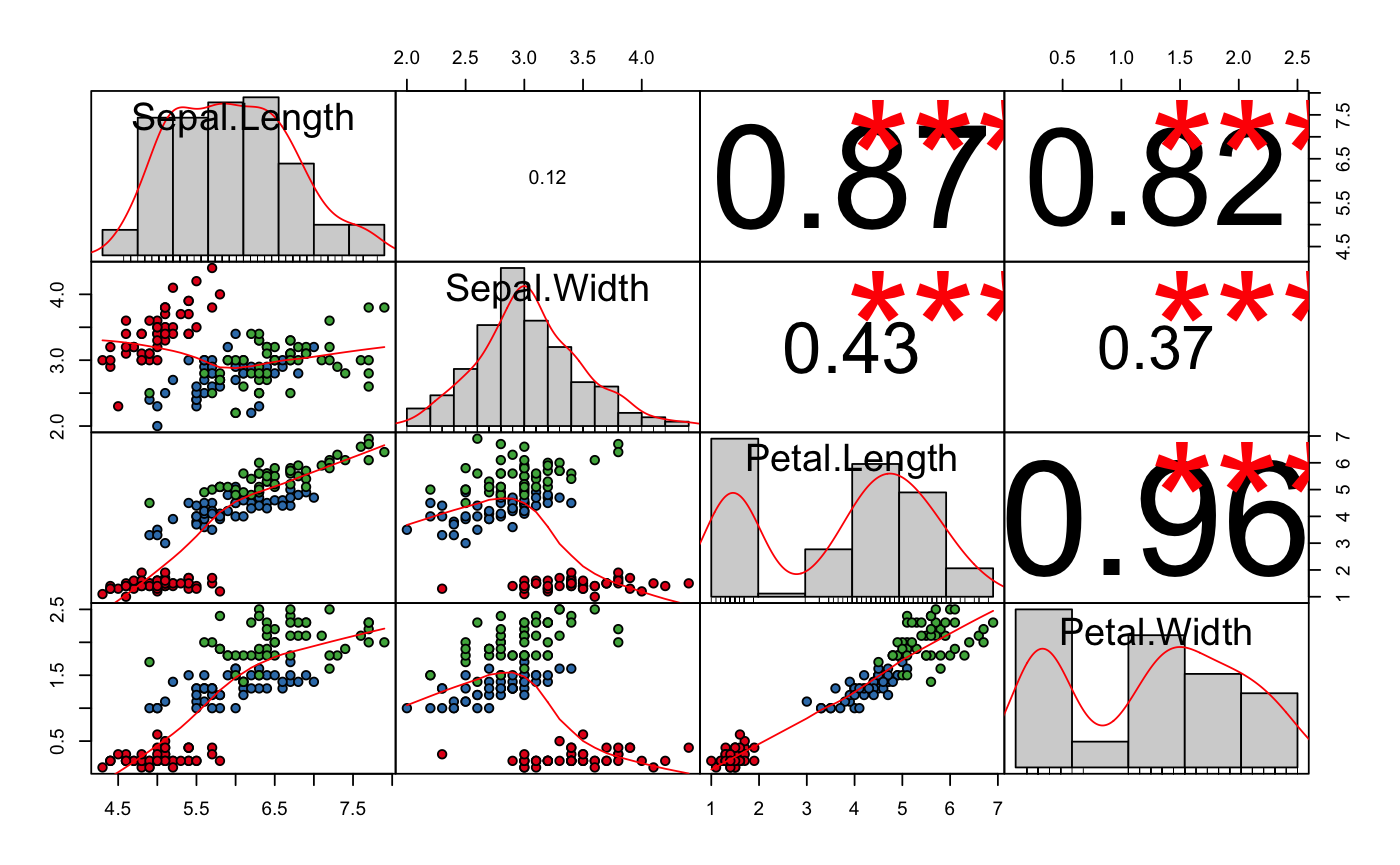 2.0 2.5 3.0 3.5 4.0 0.5 1.0 1.5 2.0 2.5
Sepal.Length 0.12 0.87 *** 0.82 *** 4.5 5.5 6.5 7.5
2.0 3.0 4.0 Sepal.Width 0.43 *** 0.37 ***
Petal.Length 0.96 *** 1 2 3 4 5 6 7
0.5 1.5 2.5 Petal.Width
4.5 5.5 6.5 7.5 1 2 3 4 5 6 7